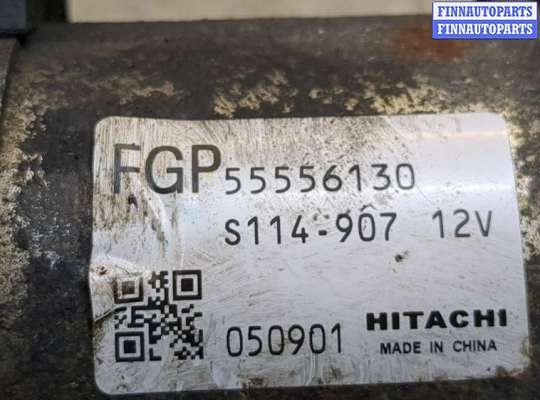 FINNAUTOPARTS
FINNAUTOPARTS
FGP 55556130
S114-907 12V
050901 HITACHI
MADE IN CHINA